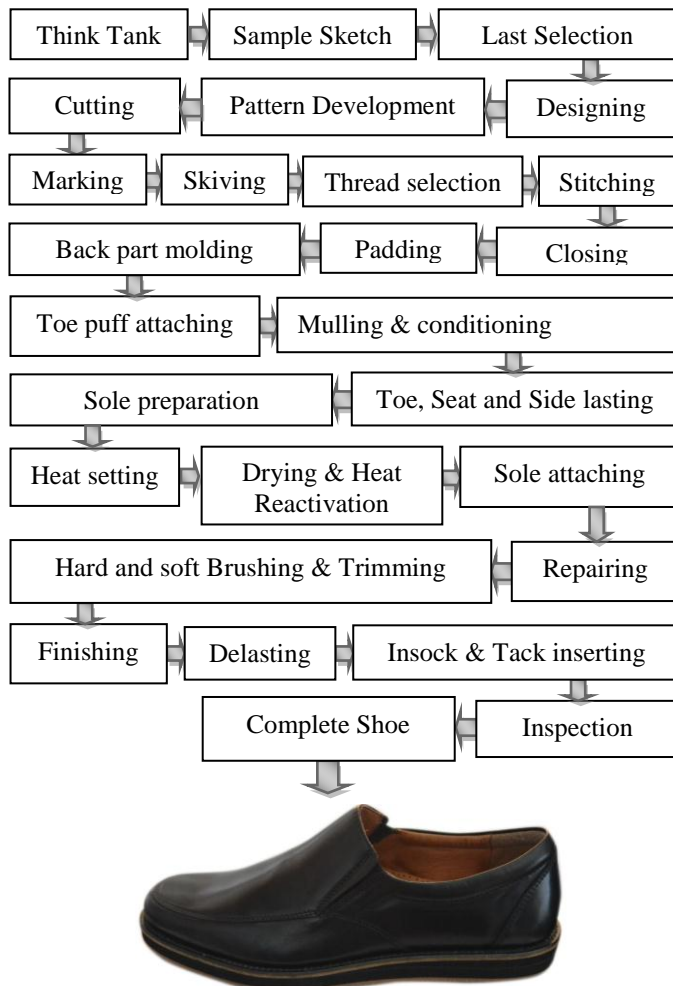 Think Tank
Sample Sketch
Last Selection
Designing
Pattern Development
Cutting
Marking
Skiving
Thread selection
Stitching
Closing
Padding
Back part molding
Toe puff attaching
Mulling & conditioning
Toe, Seat and Side lasting
Sole preparation
Heat setting
Drying & Heat
Reactivation
Sole attaching
Repairing
Hard and soft Brushing & Trimming
Finishing
Delasting
Insock & Tack inserting
Inspection
Complete Shoe